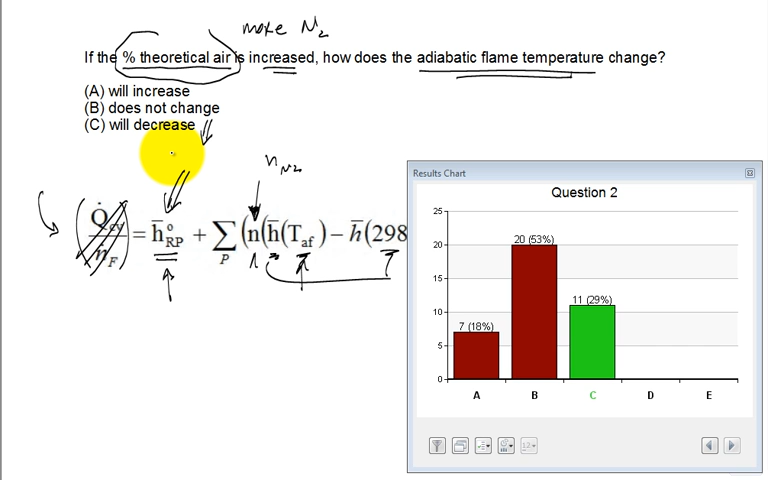 more N₂
If the % theoretical air is increased, how does the adiabatic flame temperature change?
(A) will increase
(B) does not change
(C) will decrease
n N₂
(Q̇cv/ṅF) = h̄°RP + ∑P (n(h̄(Taf) − h̄(298
Results Chart
Question 2
25
20
15
10
5
0
7 (18%)
20 (53%)
11 (29%)
A B C D E